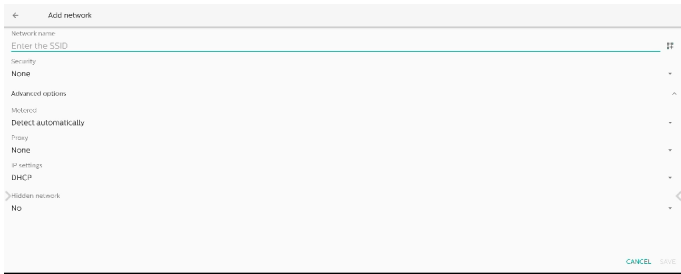 Add network
Network name
Enter the SSID
Security
None
Advanced options
Metered
Detect automatically
Proxy
None
IP settings
DHCP
Hidden network
No
CANCEL SAVE